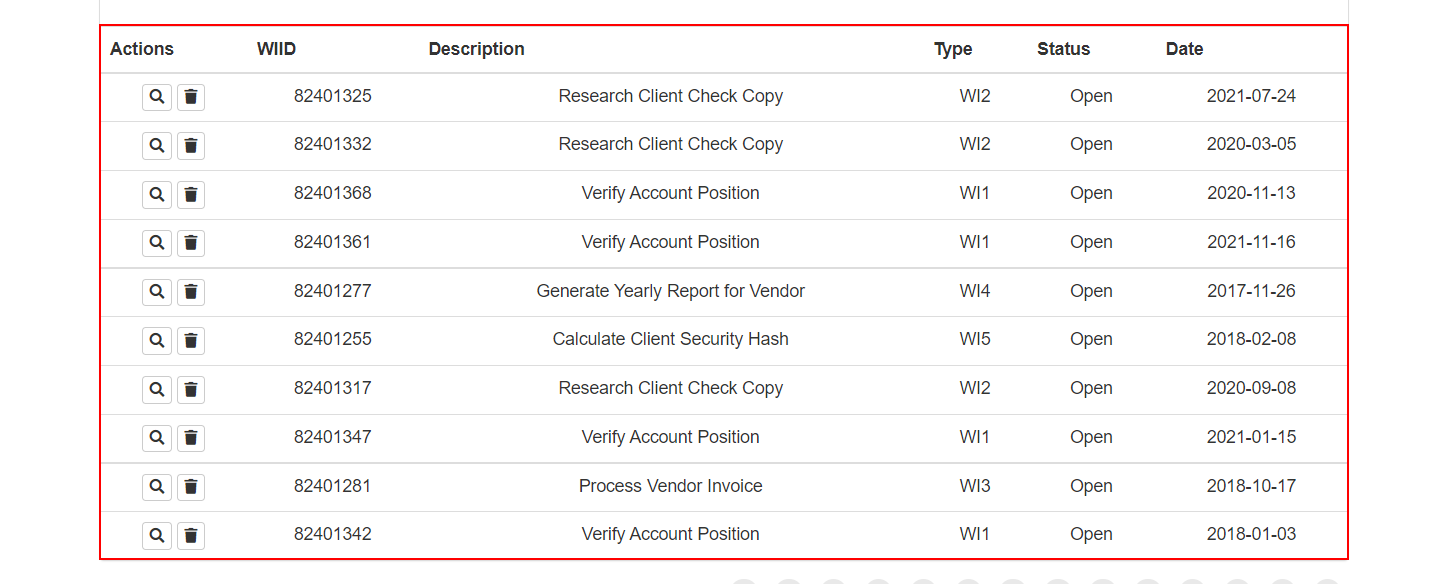 Actions WIID Description Type Status Date
82401325 Research Client Check Copy WI2 Open 2021-07-24
82401332 Research Client Check Copy WI2 Open 2020-03-05
82401368 Verify Account Position WI1 Open 2020-11-13
82401361 Verify Account Position WI1 Open 2021-11-16
82401277 Generate Yearly Report for Vendor WI4 Open 2017-11-26
82401255 Calculate Client Security Hash WI5 Open 2018-02-08
82401317 Research Client Check Copy WI2 Open 2020-09-08
82401347 Verify Account Position WI1 Open 2021-01-15
82401281 Process Vendor Invoice WI3 Open 2018-10-17
82401342 Verify Account Position WI1 Open 2018-01-03